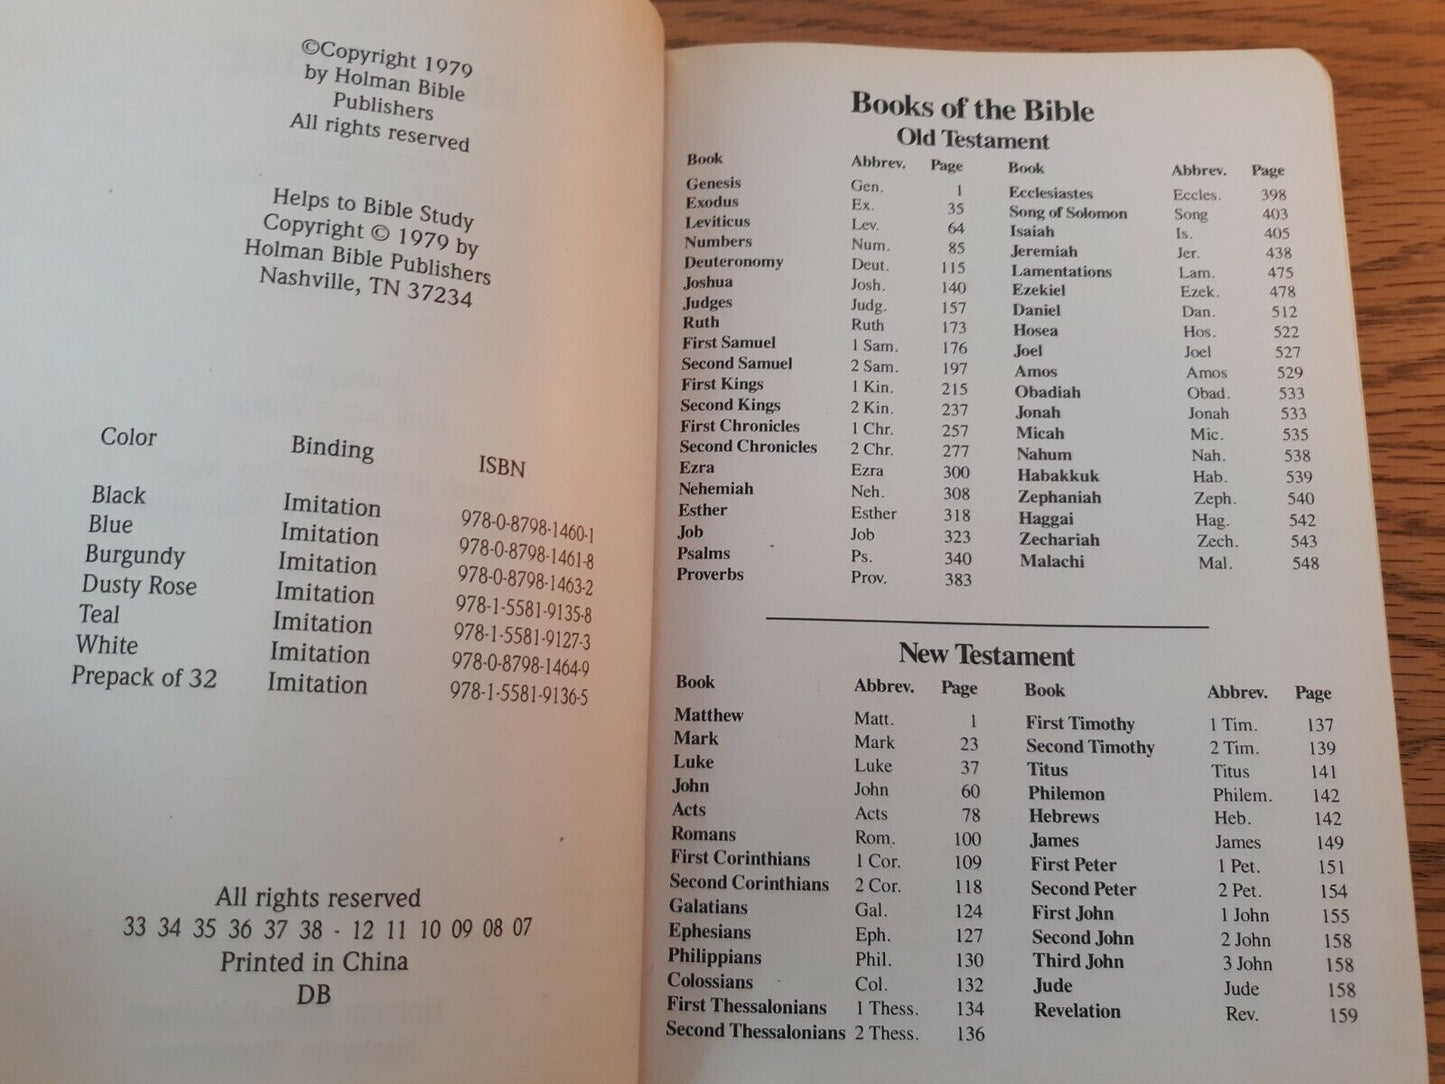 ©Copyright 1979
by Holman Bible
Publishers
All rights reserved
Helps to Bible Study
Copyright © 1979 by
Holman Bible Publishers
Nashville, TN 37234
Color Binding ISBN
Black Imitation 978-0-8798-1460-1
Blue Imitation 978-0-8798-1461-8
Burgundy Imitation 978-0-8798-1463-2
Dusty Rose Imitation 978-1-5581-9135-8
Teal Imitation 978-1-5581-9127-3
White Imitation 978-0-8798-1464-9
Prepack of 32 Imitation 978-1-5581-9136-5
All rights reserved
33 34 35 36 37 38 - 12 11 10 09 08 07
Printed in China
DB
Books of the Bible
Old Testament
Book Abbrev. Page Book Abbrev. Page
Genesis Gen. 1 Ecclesiastes Eccles. 398
Exodus Ex. 35 Song of Solomon Song 403
Leviticus Lev. 64 Isaiah Is. 405
Numbers Num. 85 Jeremiah Jer. 438
Deuteronomy Deut. 115 Lamentations Lam. 475
Joshua Josh. 140 Ezekiel Ezek. 478
Judges Judg. 157 Daniel Dan. 512
Ruth Ruth 173 Hosea Hos. 522
First Samuel 1 Sam. 176 Joel Joel 527
Second Samuel 2 Sam. 197 Amos Amos 529
First Kings 1 Kin. 215 Obadiah Obad. 533
Second Kings 2 Kin. 237 Jonah Jonah 533
First Chronicles 1 Chr. 257 Micah Mic. 535
Second Chronicles 2 Chr. 277 Nahum Nah. 538
Ezra Ezra 300 Habakkuk Hab. 539
Nehemiah Neh. 308 Zephaniah Zeph. 540
Esther Esther 318 Haggai Hag. 542
Job Job 323 Zechariah Zech. 543
Psalms Ps. 340 Malachi Mal. 548
Proverbs Prov. 383
New Testament
Book Abbrev. Page Book Abbrev. Page
Matthew Matt. 1 First Timothy 1 Tim. 137
Mark Mark 23 Second Timothy 2 Tim. 139
Luke Luke 37 Titus Titus 141
John John 60 Philemon Philem. 142
Acts Acts 78 Hebrews Heb. 142
Romans Rom. 100 James James 149
First Corinthians 1 Cor. 109 First Peter 1 Pet. 151
Second Corinthians 2 Cor. 118 Second Peter 2 Pet. 154
Galatians Gal. 124 First John 1 John 155
Ephesians Eph. 127 Second John 2 John 158
Philippians Phil. 130 Third John 3 John 158
Colossians Col. 132 Jude Jude 158
First Thessalonians 1 Thess. 134 Revelation Rev. 159
Second Thessalonians 2 Thess. 136